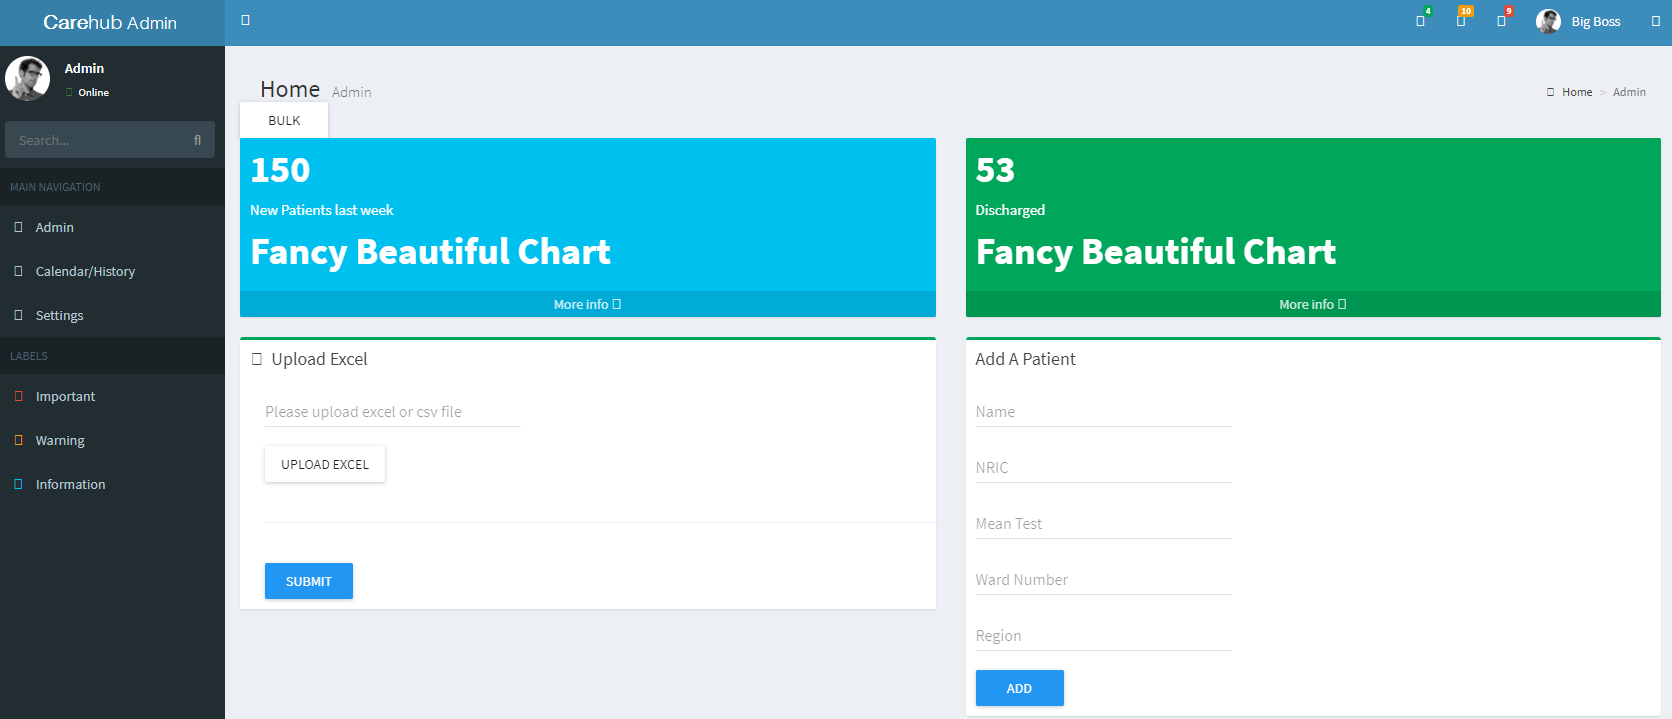 Carehub Admin
4
10
9
Big Boss
Admin
Online
Search...
MAIN NAVIGATION
Admin
Calendar/History
Settings
LABELS
Important
Warning
Information
Home Admin
Home > Admin
BULK
150
New Patients last week
Fancy Beautiful Chart
More info
53
Discharged
Fancy Beautiful Chart
More info
Upload Excel
Please upload excel or csv file
UPLOAD EXCEL
SUBMIT
Add A Patient
Name
NRIC
Mean Test
Ward Number
Region
ADD